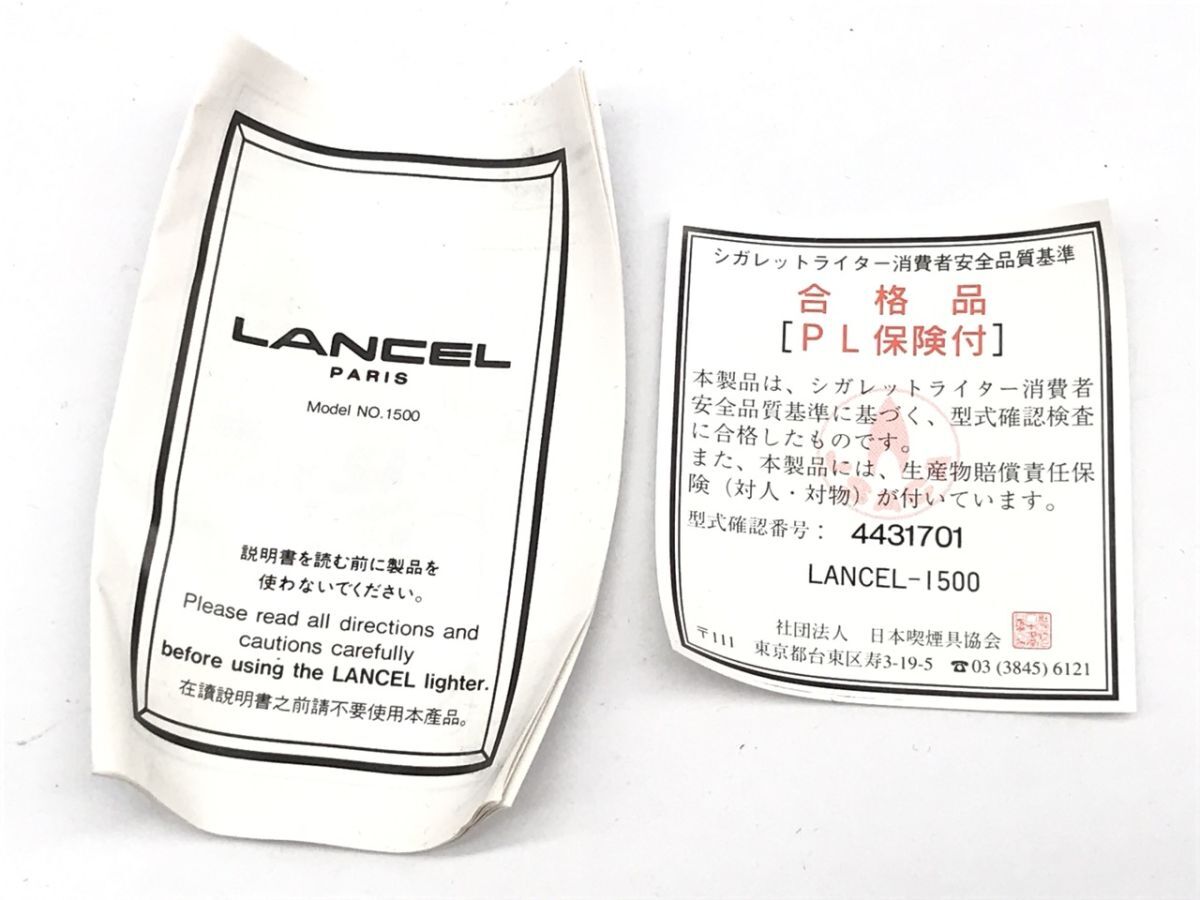 LANCEL
PARIS
Model NO.1500
説明書を読む前に製品を
使わないでください。
Please read all directions and
cautions carefully
before using the LANCEL lighter.
在讀說明書之前請不要使用本產品。
シガレットライター消費者安全品質基準
合格品
[PL保険付]
本製品は、シガレットライター消費者
安全品質基準に基づく、型式確認検査
に合格したものです。
また、本製品には、生産物賠償責任保
険（対人・対物）が付いています。
型式確認番号： 4431701
LANCEL-1500
社団法人 日本喫煙具協会
〒111 東京都台東区寿3-19-5 ☎03 (3845) 6121